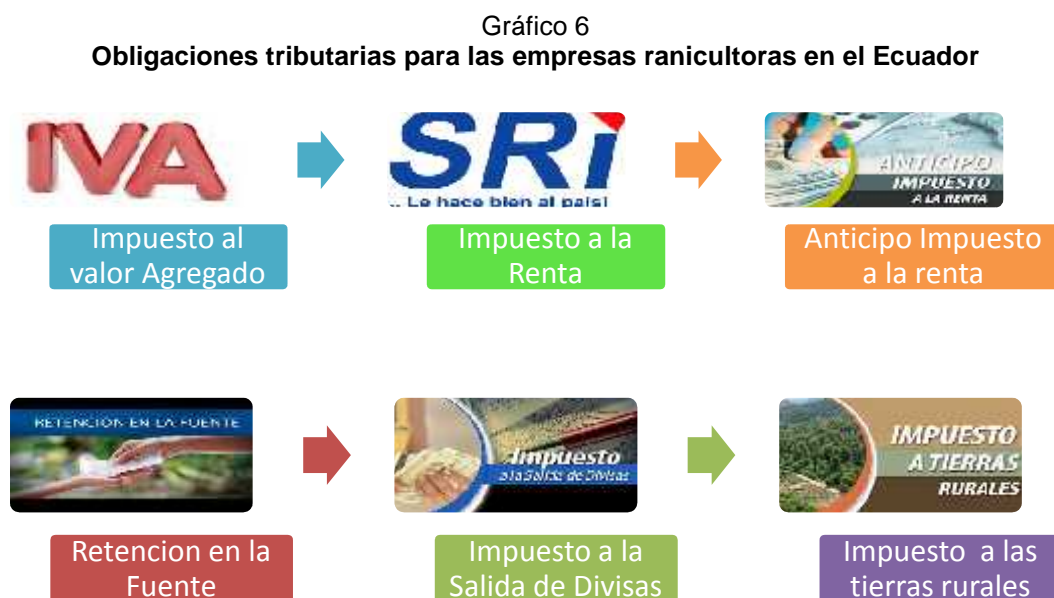 Gráfico 6
Obligaciones tributarias para las empresas ranicultoras en el Ecuador
IVA
SRi
... Le hace bien al país!
ANTICIPO
IMPUESTO
A LA RENTA
Impuesto al
valor Agregado
Impuesto a la
Renta
Anticipo Impuesto
a la renta
RETENCION EN LA FUENTE
Impuesto
a la Salida de Divisas
IMPUESTO
A TIERRAS
RURALES
Retencion en la
Fuente
Impuesto a la
Salida de Divisas
Impuesto a las
tierras rurales